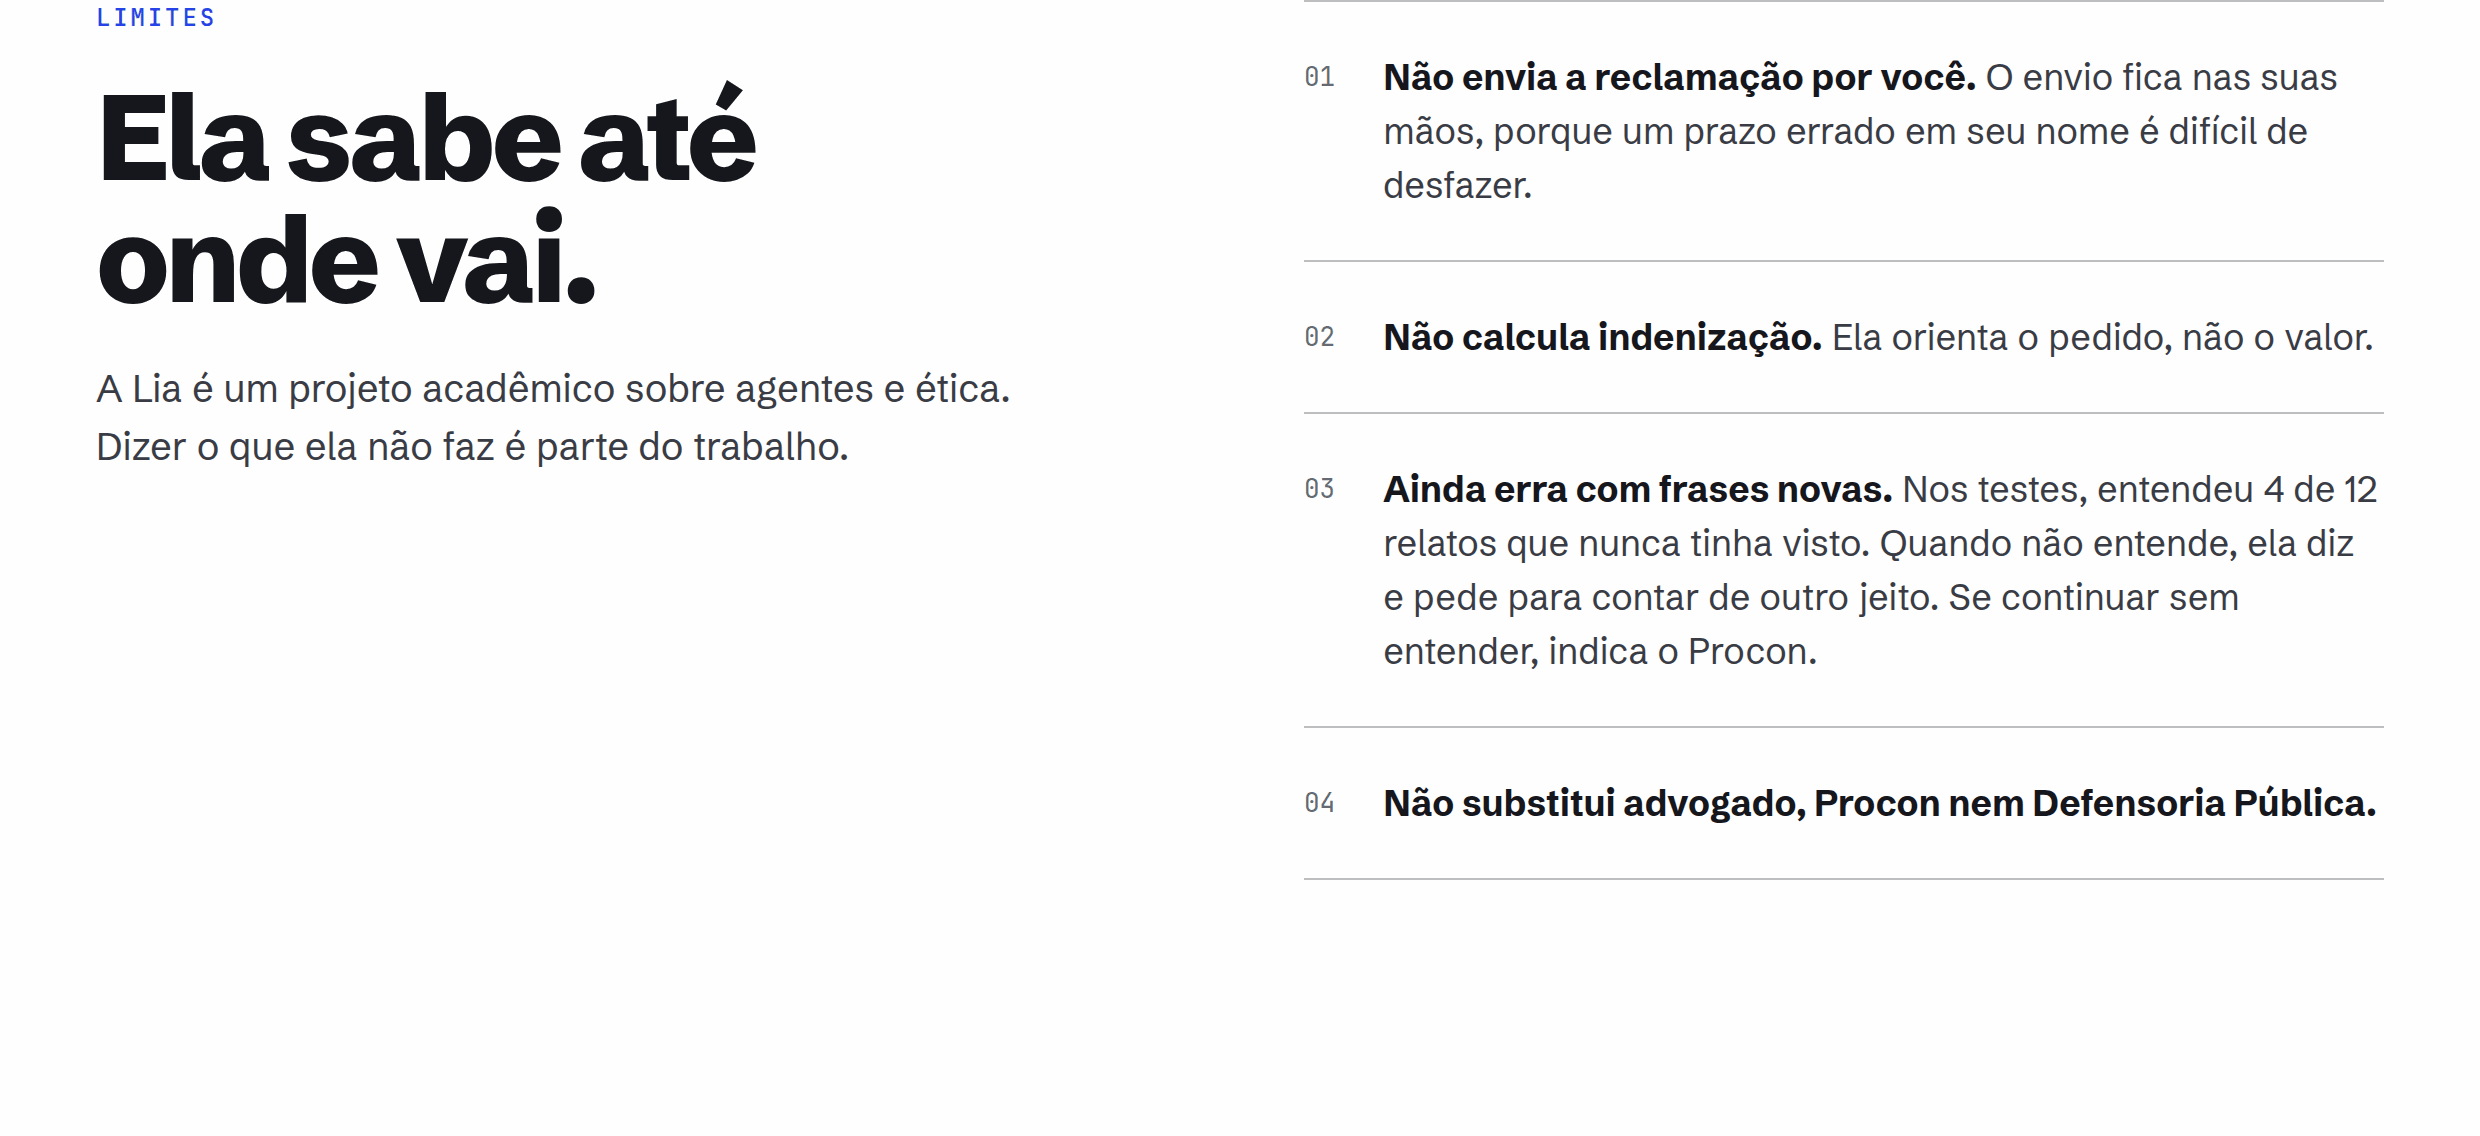 LIMITES
Ela sabe até
onde vai.
A Lia é um projeto acadêmico sobre agentes e ética.
Dizer o que ela não faz é parte do trabalho.
01 Não envia a reclamação por você. O envio fica nas suas
mãos, porque um prazo errado em seu nome é difícil de
desfazer.
02 Não calcula indenização. Ela orienta o pedido, não o valor.
03 Ainda erra com frases novas. Nos testes, entendeu 4 de 12
relatos que nunca tinha visto. Quando não entende, ela diz
e pede para contar de outro jeito. Se continuar sem
entender, indica o Procon.
04 Não substitui advogado, Procon nem Defensoria Pública.